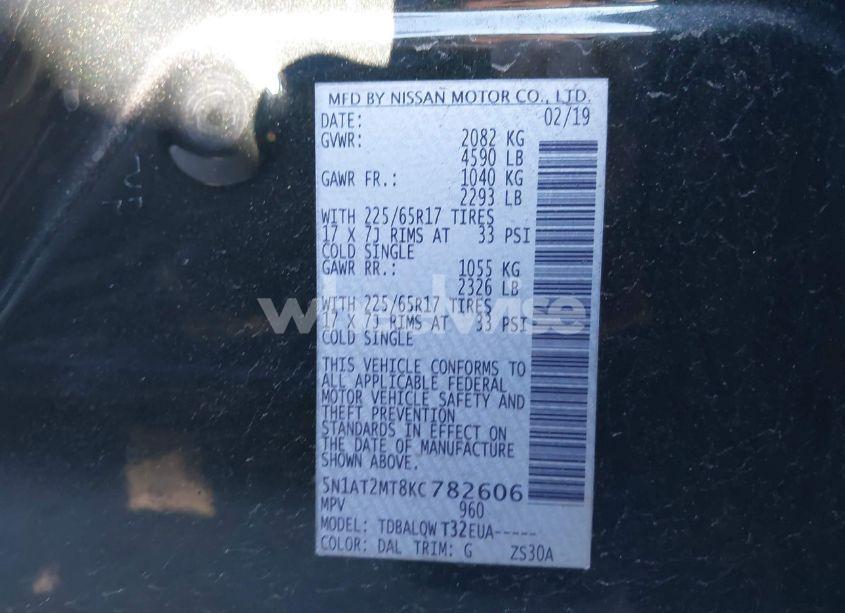 MFD BY NISSAN MOTOR CO., LTD.
DATE: 02/19
GVWR: 2082 KG
4590 LB
GAWR FR.: 1040 KG
2293 LB
WITH 225/65R17 TIRES
17 X 7J RIMS AT 33 PSI
COLD SINGLE
GAWR RR.: 1055 KG
2326 LB
WITH 225/65R17 TIRES
17 X 7J RIMS AT 33 PSI
COLD SINGLE
THIS VEHICLE CONFORMS TO
ALL APPLICABLE FEDERAL
MOTOR VEHICLE SAFETY AND
THEFT PREVENTION
STANDARDS IN EFFECT ON
THE DATE OF MANUFACTURE
SHOWN ABOVE.
5N1AT2MT8KC782606
MPV 960
MODEL: TDBALQW T32EUA-----
COLOR: DAL TRIM: G ZS30A